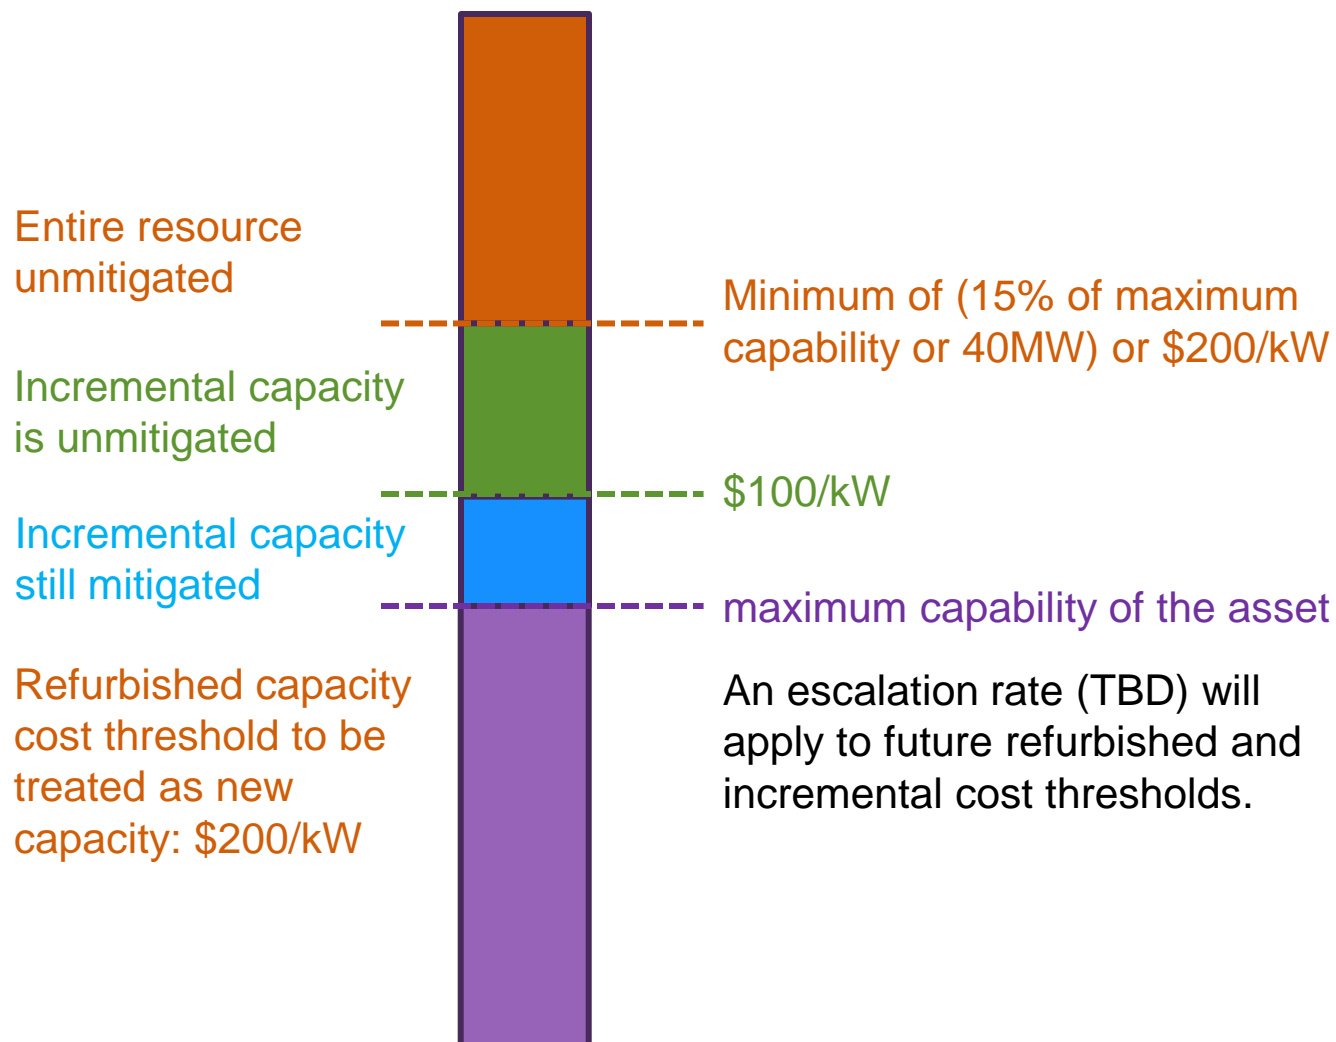 Entire resource
unmitigated
Minimum of (15% of maximum
capability or 40MW) or $200/kW
Incremental capacity
is unmitigated
$100/kW
Incremental capacity
still mitigated
maximum capability of the asset
Refurbished capacity
cost threshold to be
treated as new
capacity: $200/kW
An escalation rate (TBD) will
apply to future refurbished and
incremental cost thresholds.